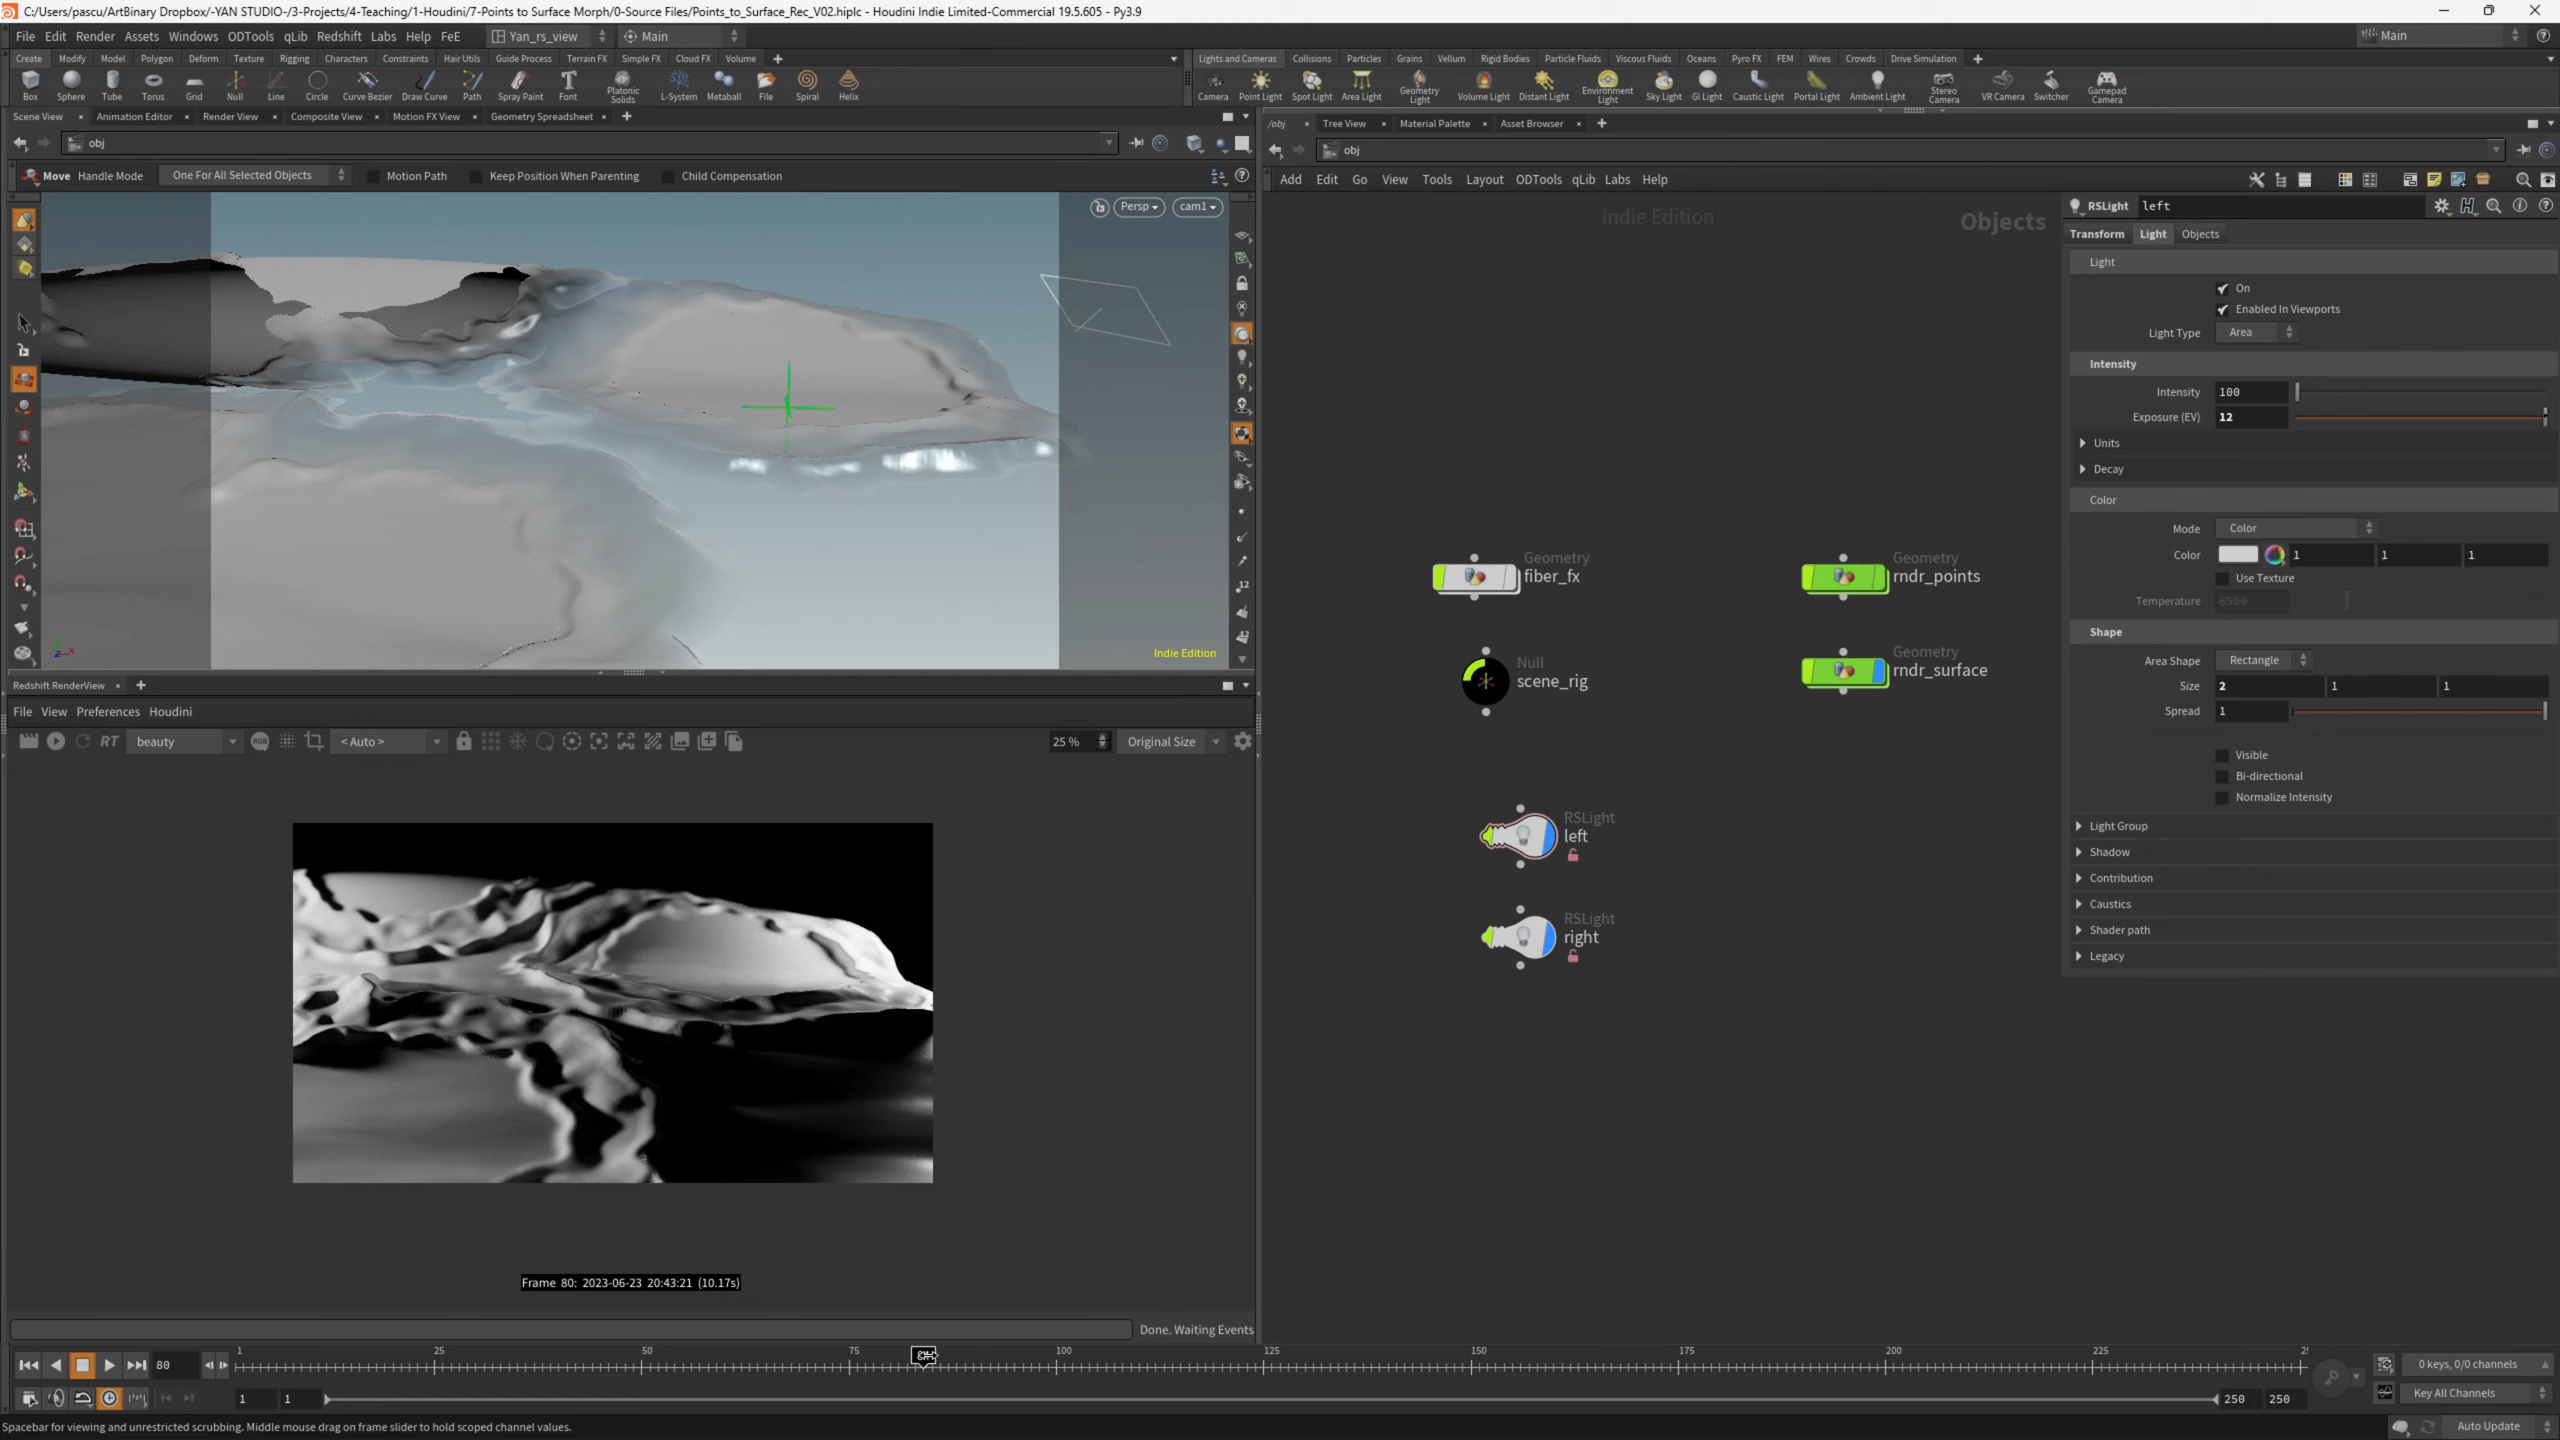 C:/Users/pascu/ArtBinary Dropbox/-YAN STUDIO-/3-Projects/4-Teaching/1-Houdini/7-Points to Surface Morph/0-Source Files/Points_to_Surface_Rec_V02.hiplc - Houdini Indie Limited-Commercial 19.5.605 - Py3.9
File Edit Render Assets Windows ODTools qLib Redshift Labs Help FeE Yan_rs_view Main Main
Create Modify Model Polygon Deform Texture Rigging Characters Constraints Hair Utils Guide Process Terrain FX Simple FX Cloud FX Volume
Lights and Cameras Collisions Particles Grains Vellum Rigid Bodies Particle Fluids Viscous Fluids Oceans Pyro FX FEM Wires Crowds Drive Simulation
Box Sphere Tube Torus Grid Null Line Circle Curve Bezier Draw Curve Path Spray Paint Font Platonic Solids L-System Metaball File Spiral Helix
Camera Point Light Spot Light Area Light Geometry Light Volume Light Distant Light Environment Light Sky Light GI Light Caustic Light Portal Light Ambient Light Stereo Camera VR Camera Switcher Gamepad Camera
Scene View Animation Editor Render View Composite View Motion FX View Geometry Spreadsheet
/obj Tree View Material Palette Asset Browser
obj
obj
Move Handle Mode One For All Selected Objects Motion Path Keep Position When Parenting Child Compensation
Add Edit Go View Tools Layout ODTools qLib Labs Help
Persp cam1
Indie Edition
Objects
RSLight left
Transform Light Objects
Light
On
Enabled In Viewports
Light Type Area
Intensity
Intensity 100
Exposure (EV) 12
Units
Decay
Color
Mode Color
Color 1 1 1
Use Texture
Temperature 6500
Shape
Area Shape Rectangle
Size 2 1 1
Spread 1
Visible
Bi-directional
Normalize Intensity
Light Group
Shadow
Contribution
Caustics
Shader path
Legacy
Geometry
fiber_fx
Geometry
rndr_points
Null
scene_rig
Geometry
rndr_surface
RSLight
left
RSLight
right
12
12
z x
Indie Edition
Redshift RenderView
File View Preferences Houdini
RT beauty RGB < Auto > 25 % Original Size
Frame 80: 2023-06-23 20:43:21 (10.17s)
Done. Waiting Events
80 1 25 50 75 100 125 150 175 200 225
0 keys, 0/0 channels
1 1 250 250 Key All Channels
Spacebar for viewing and unrestricted scrubbing. Middle mouse drag on frame slider to hold scoped channel values.
Auto Update